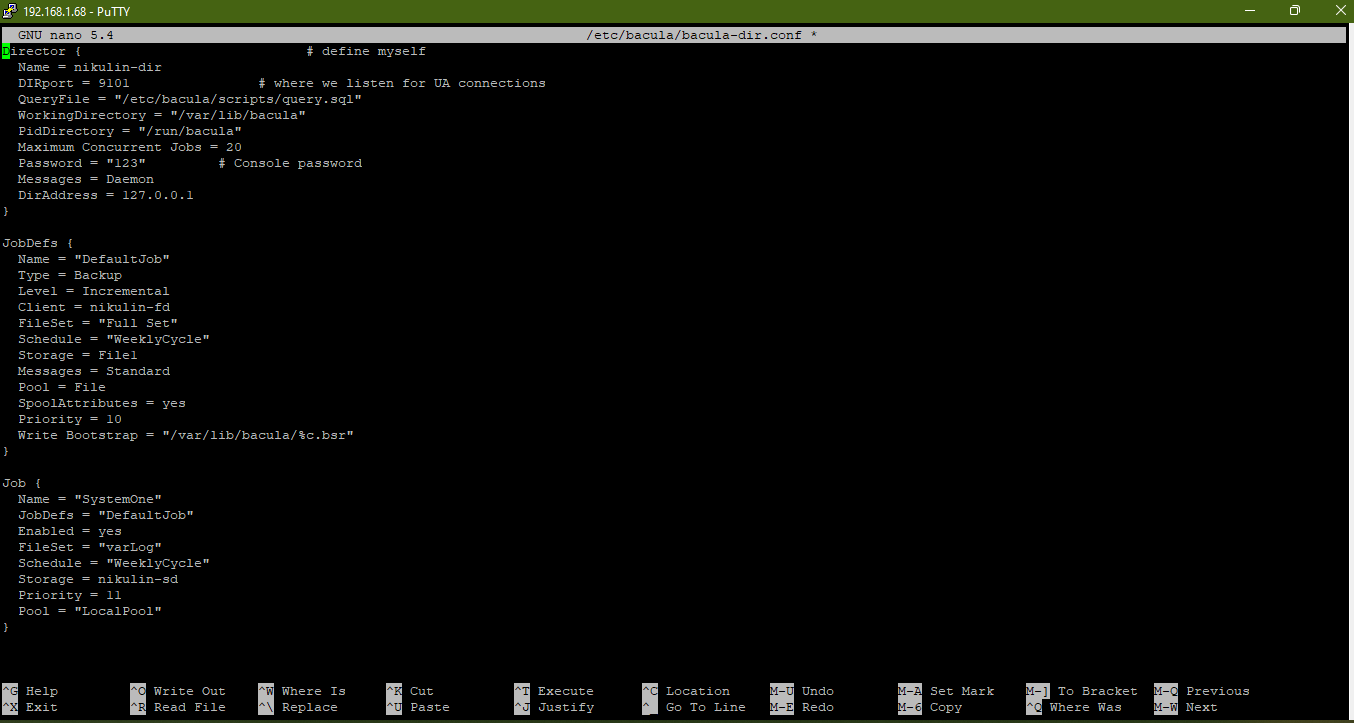 192.168.1.68 - PuTTY
GNU nano 5.4 /etc/bacula/bacula-dir.conf *
Director { # define myself
Name = nikulin-dir
DIRport = 9101 # where we listen for UA connections
QueryFile = "/etc/bacula/scripts/query.sql"
WorkingDirectory = "/var/lib/bacula"
PidDirectory = "/run/bacula"
Maximum Concurrent Jobs = 20
Password = "123" # Console password
Messages = Daemon
DirAddress = 127.0.0.1
}
JobDefs {
Name = "DefaultJob"
Type = Backup
Level = Incremental
Client = nikulin-fd
FileSet = "Full Set"
Schedule = "WeeklyCycle"
Storage = File1
Messages = Standard
Pool = File
SpoolAttributes = yes
Priority = 10
Write Bootstrap = "/var/lib/bacula/%c.bsr"
}
Job {
Name = "SystemOne"
JobDefs = "DefaultJob"
Enabled = yes
FileSet = "varLog"
Schedule = "WeeklyCycle"
Storage = nikulin-sd
Priority = 11
Pool = "LocalPool"
}
^G Help ^O Write Out ^W Where Is ^K Cut ^T Execute ^C Location M-U Undo M-A Set Mark M-] To Bracket M-Q Previous
^X Exit ^R Read File ^\ Replace ^U Paste ^J Justify ^_ Go To Line M-E Redo M-6 Copy ^Q Where Was M-W Next